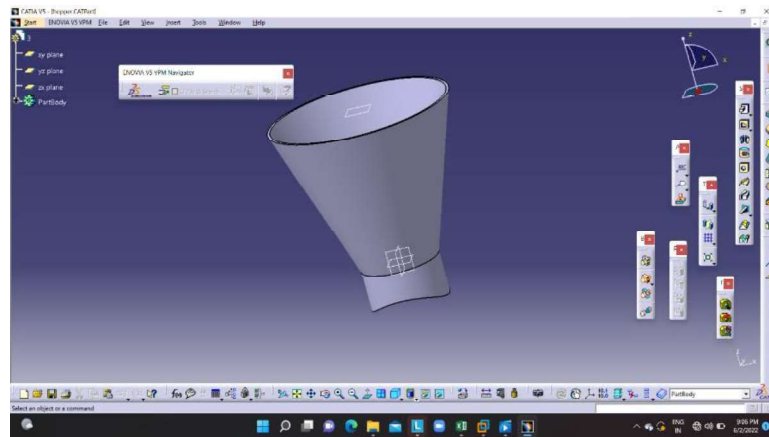 CATIA V5 - [hopper.CATPart]
Start ENOVIA V5 VPM File Edit View Insert Tools Window Help
3
xy plane
yz plane
zx plane
PartBody
ENOVIA V5 VPM Navigator
z
y
x
PartBody
Select an object or a command
ENG
IN
9:06 PM
6/2/2022